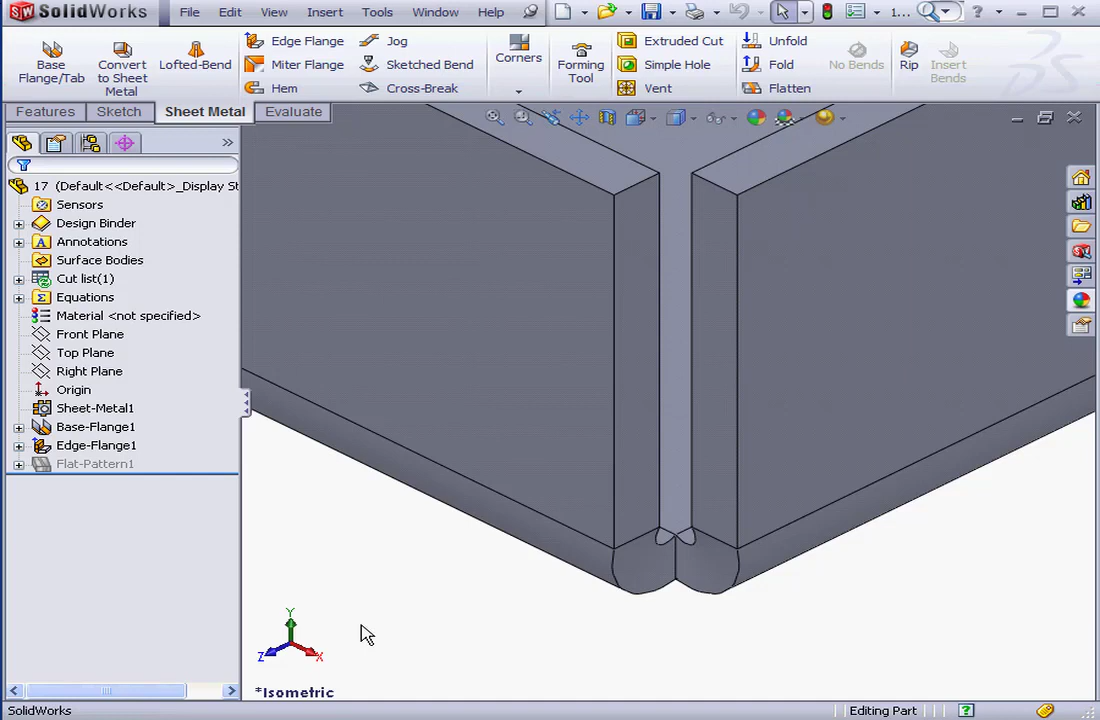 SolidWorks File Edit View Insert Tools Window Help 1... ?
Base Flange/Tab
Convert to Sheet Metal
Lofted-Bend
Edge Flange
Miter Flange
Hem
Jog
Sketched Bend
Cross-Break
Corners
Forming Tool
Extruded Cut
Simple Hole
Vent
Unfold
Fold
Flatten
No Bends
Rip
Insert Bends
Features Sketch Sheet Metal Evaluate
17 (Default<<Default>_Display St
Sensors
Design Binder
Annotations
Surface Bodies
Cut list(1)
Equations
Material <not specified>
Front Plane
Top Plane
Right Plane
Origin
Sheet-Metal1
Base-Flange1
Edge-Flange1
Flat-Pattern1
Y
Z X
*Isometric
SolidWorks Editing Part